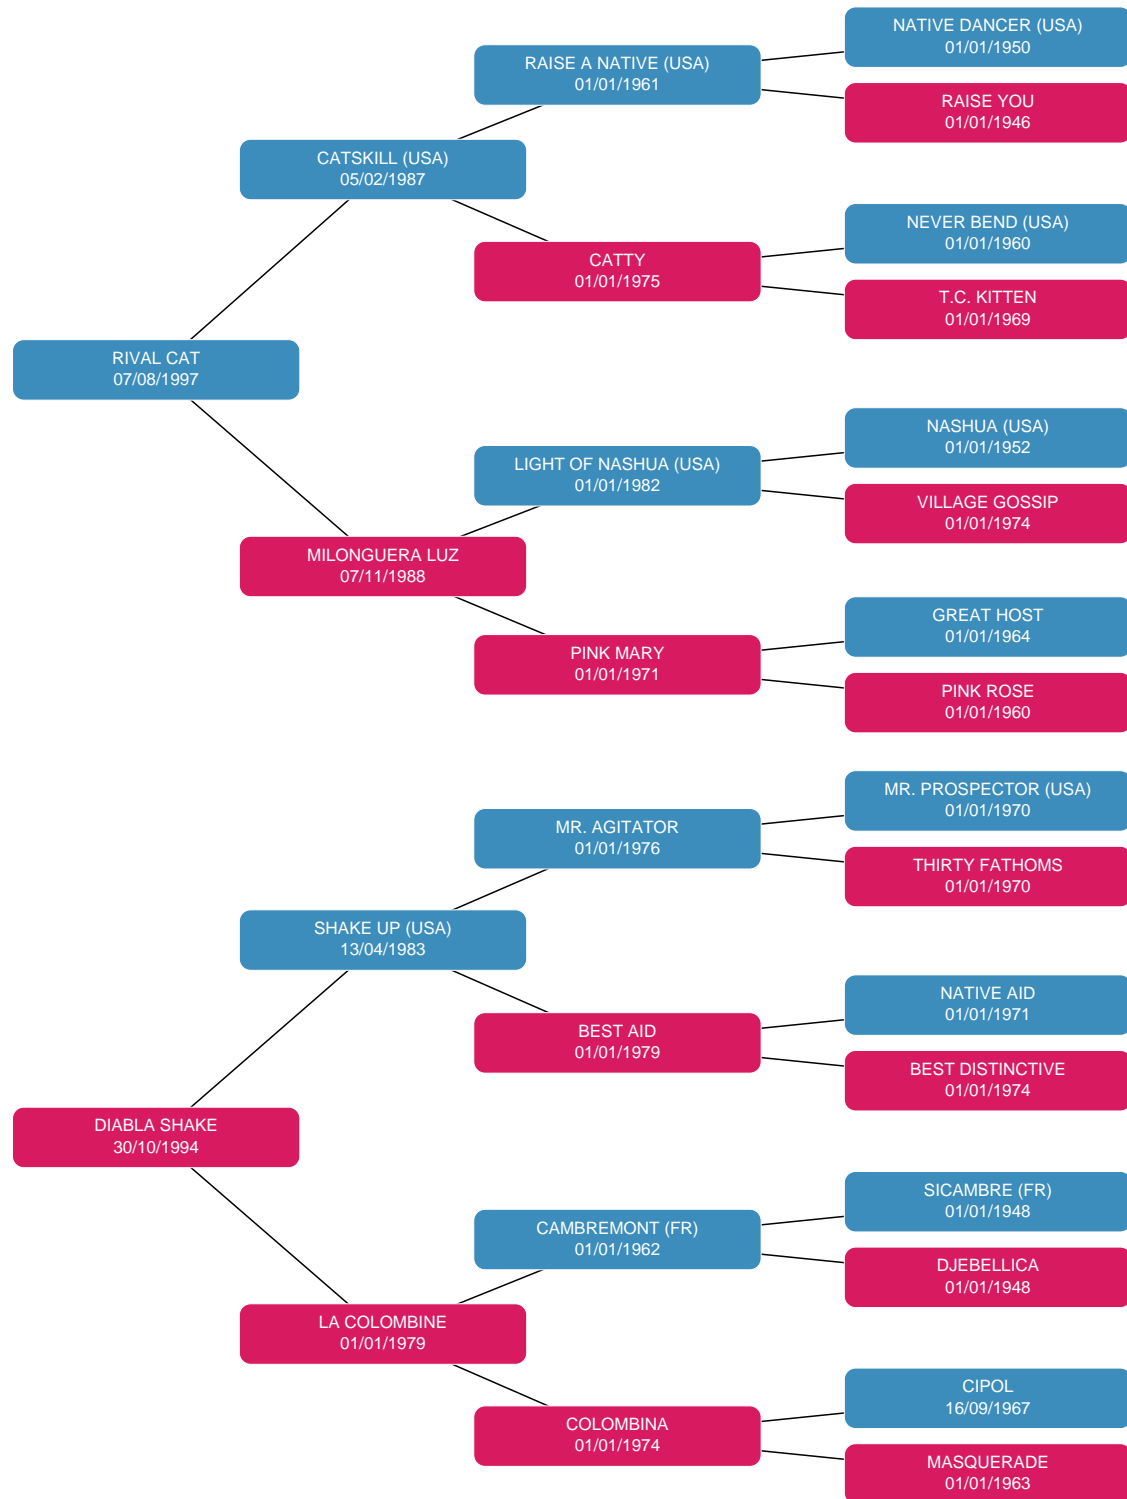 NATIVE DANCER (USA)
01/01/1950
RAISE A NATIVE (USA)
01/01/1961
RAISE YOU
01/01/1946
CATSKILL (USA)
05/02/1987
NEVER BEND (USA)
01/01/1960
CATTY
01/01/1975
T.C. KITTEN
01/01/1969
RIVAL CAT
07/08/1997
NASHUA (USA)
01/01/1952
LIGHT OF NASHUA (USA)
01/01/1982
VILLAGE GOSSIP
01/01/1974
MILONGUERA LUZ
07/11/1988
GREAT HOST
01/01/1964
PINK MARY
01/01/1971
PINK ROSE
01/01/1960
MR. PROSPECTOR (USA)
01/01/1970
MR. AGITATOR
01/01/1976
THIRTY FATHOMS
01/01/1970
SHAKE UP (USA)
13/04/1983
NATIVE AID
01/01/1971
BEST AID
01/01/1979
BEST DISTINCTIVE
01/01/1974
DIABLA SHAKE
30/10/1994
SICAMBRE (FR)
01/01/1948
CAMBREMONT (FR)
01/01/1962
DJEBELLICA
01/01/1948
LA COLOMBINE
01/01/1979
CIPOL
16/09/1967
COLOMBINA
01/01/1974
MASQUERADE
01/01/1963